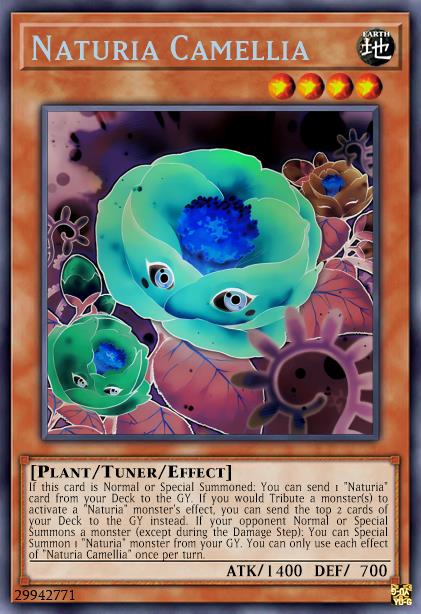 NATURIA CAMELLIA
EARTH
地
[PLANT/TUNER/EFFECT]
If this card is Normal or Special Summoned: You can send 1 "Naturia"
card from your Deck to the GY. If you would Tribute a monster(s) to
activate a "Naturia" monster's effect, you can send the top 2 cards of
your Deck to the GY instead. If your opponent Normal or Special
Summons a monster (except during the Damage Step): You can Special
Summon 1 "Naturia" monster from your GY. You can only use each effect
of "Naturia Camellia" once per turn.
ATK/1400 DEF/ 700
29942771